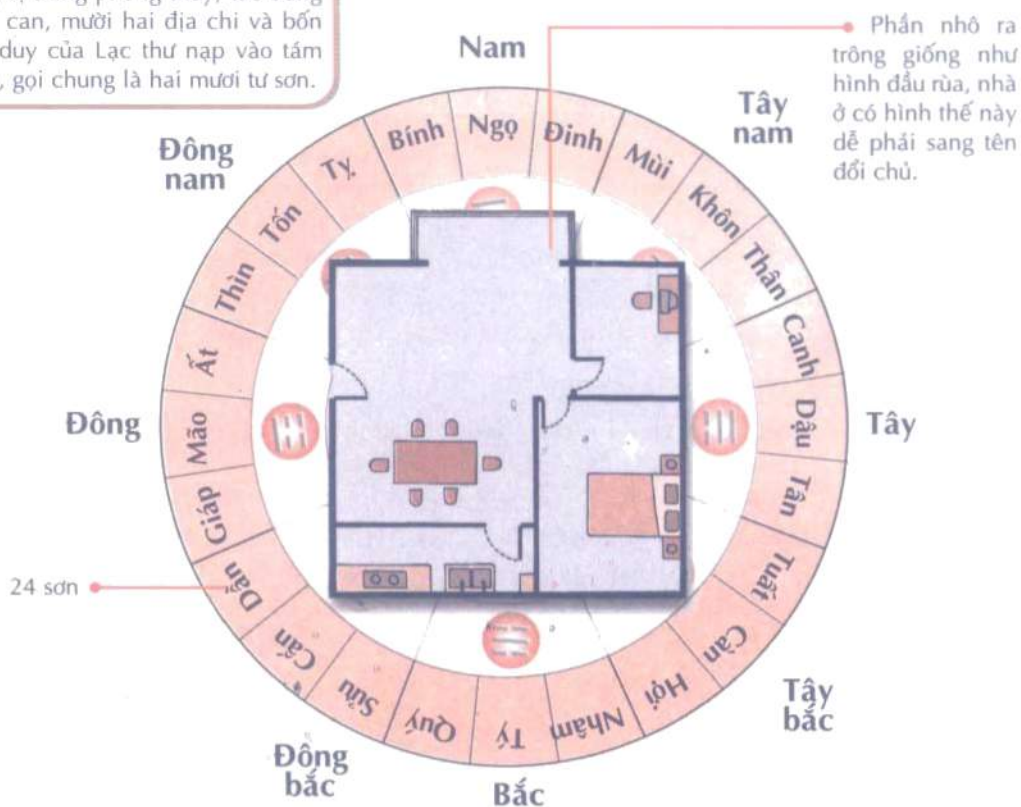 can, mười hai địa chi và bốn
duy của Lạc thư nạp vào tám
, gọi chung là hai mươi tư sơn.
Phần nhô ra
trông giống như
hình đầu rùa, nhà
ở có hình thế này
dễ phải sang tên
đổi chủ.
Nam
Tây
nam
Tây
Tây
bắc
Bắc
Đông
bắc
Đông
Đông
nam
Bính
Ngọ
Đinh
Mùi
Khôn
Thân
Canh
Dậu
Tân
Tuất
Càn
Hợi
Nhâm
Tý
Quý
Sửu
Cấn
Dần
Giáp
Mão
Ất
Thìn
Tốn
Tỵ
24 sơn